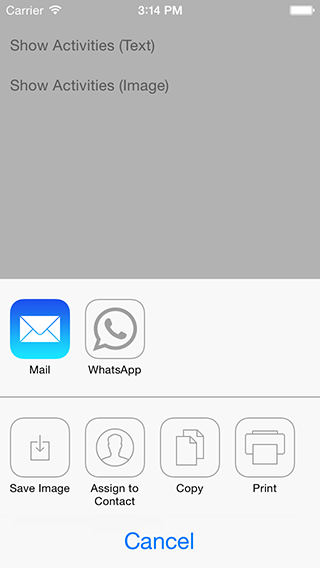 Carrier 3:14 PM
Show Activities (Text)
Show Activities (Image)
Mail WhatsApp
Save Image Assign to Copy Print
Contact
Cancel